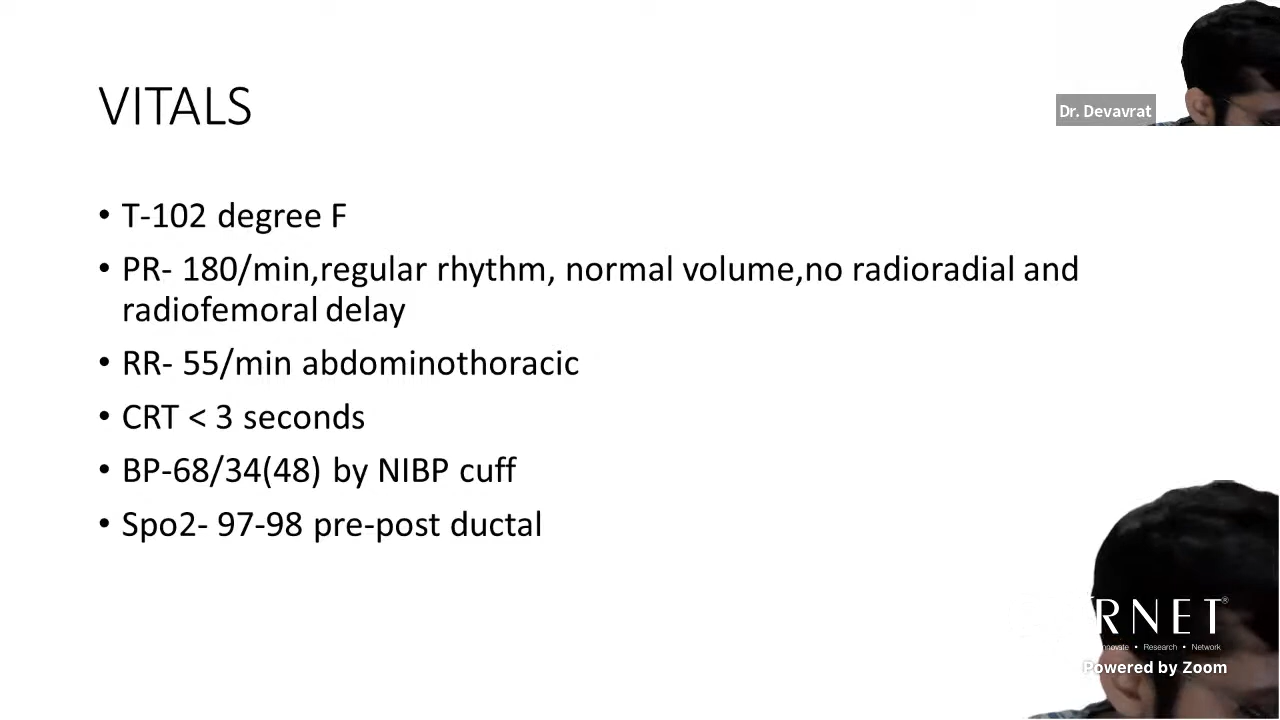 VITALS
Dr. Devavrat
• T-102 degree F
• PR- 180/min,regular rhythm, normal volume,no radioradial and
radiofemoral delay
• RR- 55/min abdominothoracic
• CRT < 3 seconds
• BP-68/34(48) by NIBP cuff
• Spo2- 97-98 pre-post ductal
RNET®
• Research • Network
Powered by Zoom